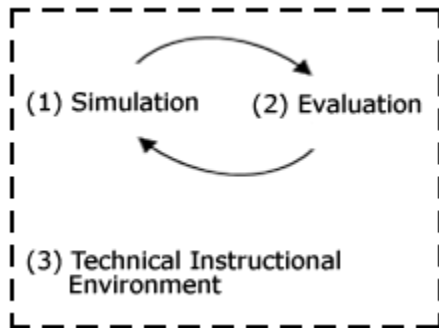 (1) Simulation (2) Evaluation
(3) Technical Instructional
Environment